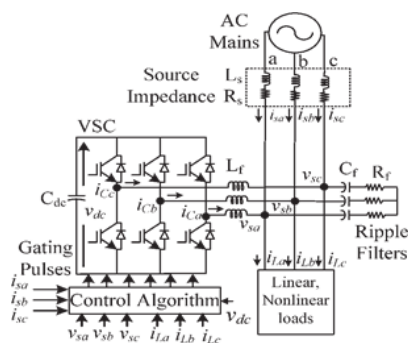 AC
Mains
a b c
Source
Impedance
Ls
Rs
isa isb isc
VSC
Lf
Cf Rf
iCc
iCb
iCa
vsc
vsb
vsa
Cdc
vdc
Ripple
Filters
Gating
Pulses
iLa iLb iLc
isa
isb
isc
Control Algorithm
vdc
Linear,
Nonlinear
loads
vsa vsb vsc iLa iLb iLc